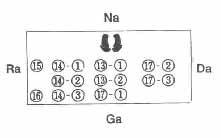 Na
Ra ⑮ ⑭-① ⑬-① ⑰-② Da
⑭-② ⑬-② ⑰-③
⑯ ⑭-③ ⑰-①
Ga